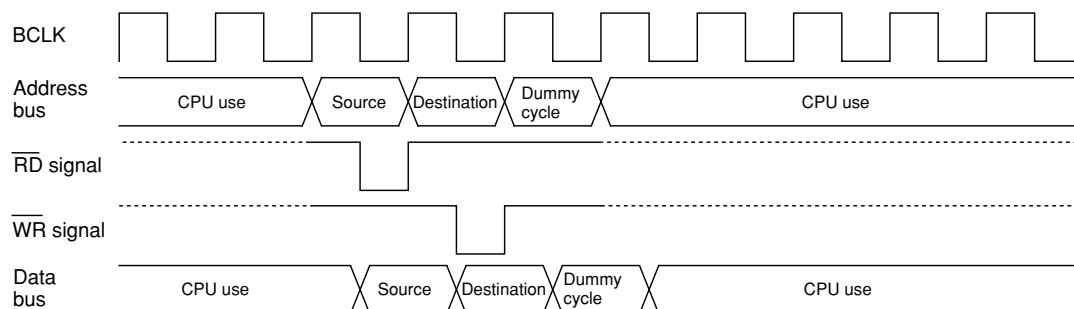 BCLK
Address
bus
CPU use
Source
Destination
Dummy
cycle
CPU use
RD signal
WR signal
Data
bus
CPU use
Source
Destination
Dummy
cycle
CPU use